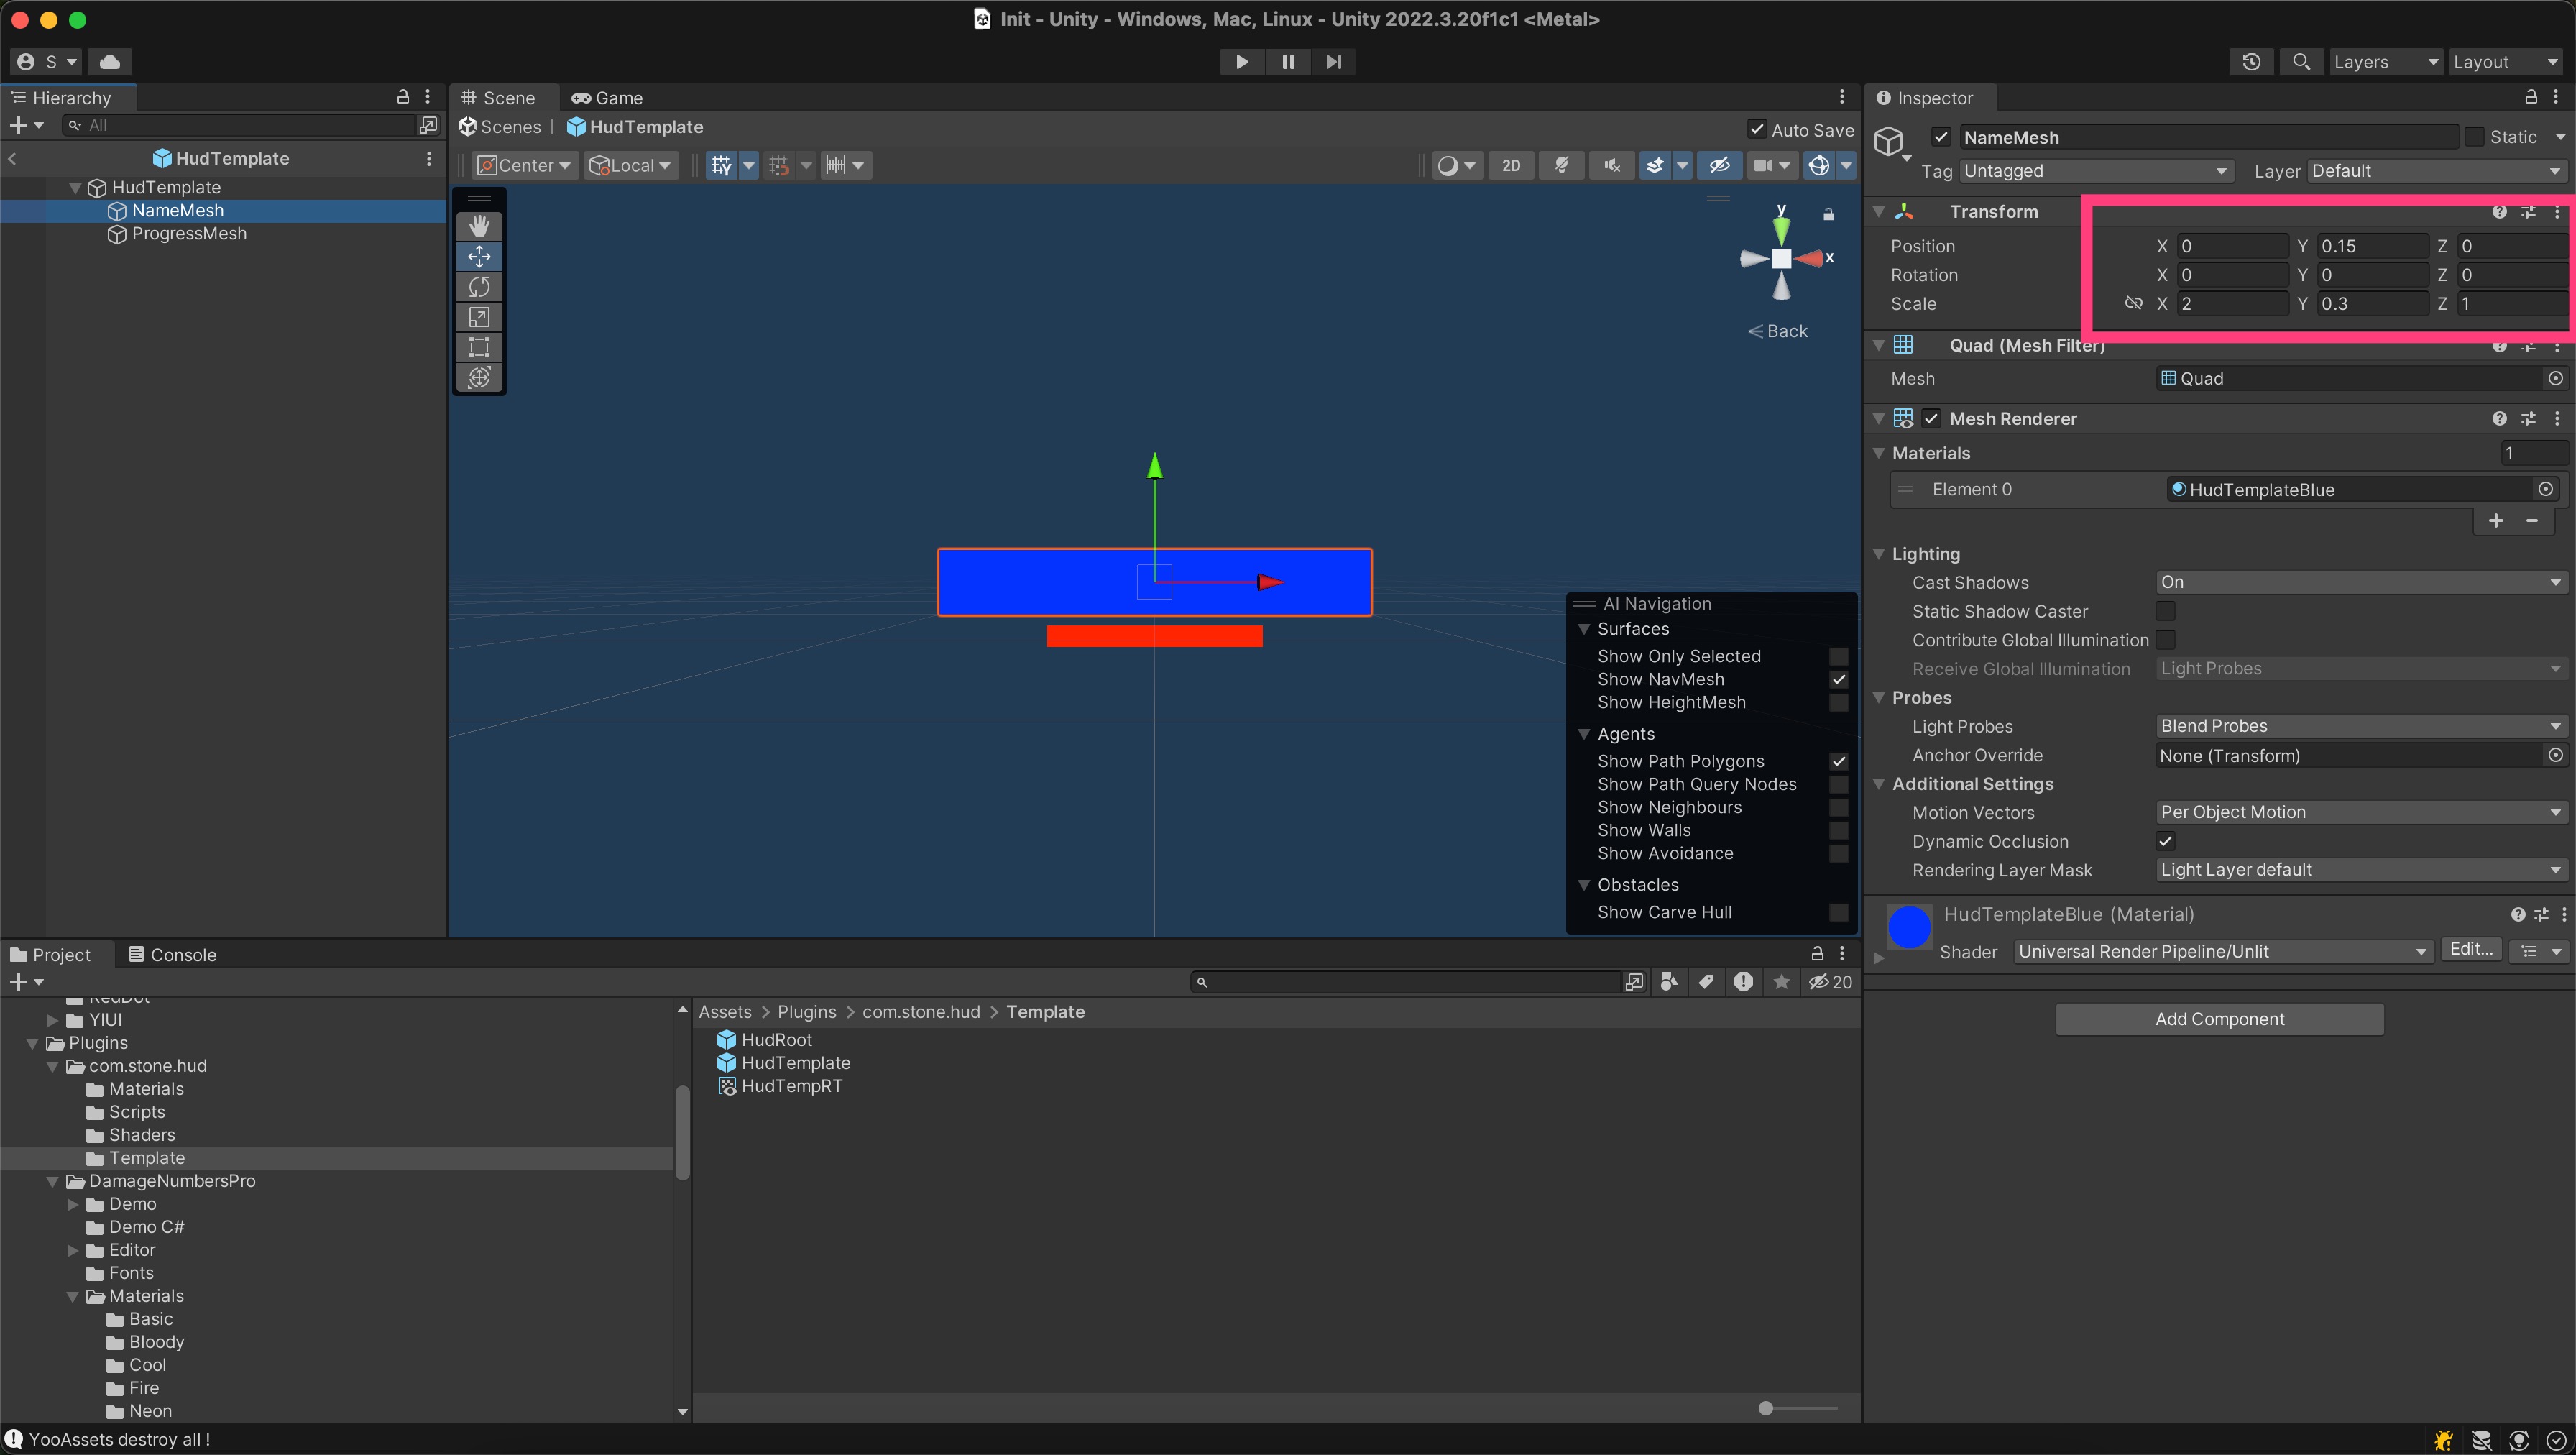 Init - Unity - Windows, Mac, Linux - Unity 2022.3.20f1c1 <Metal>
S
Layers
Layout
Hierarchy
All
HudTemplate
HudTemplate
NameMesh
ProgressMesh
Scene
Game
Scenes | HudTemplate
Auto Save
Center
Local
2D
y
x
Back
AI Navigation
Surfaces
Show Only Selected
Show NavMesh
Show HeightMesh
Agents
Show Path Polygons
Show Path Query Nodes
Show Neighbours
Show Walls
Show Avoidance
Obstacles
Show Carve Hull
Inspector
NameMesh
Static
Tag Untagged Layer Default
Transform
Position X 0 Y 0.15 Z 0
Rotation X 0 Y 0 Z 0
Scale X 2 Y 0.3 Z 1
Quad (Mesh Filter)
Mesh Quad
Mesh Renderer
Materials 1
Element 0 HudTemplateBlue
Lighting
Cast Shadows On
Static Shadow Caster
Contribute Global Illumination
Receive Global Illumination Light Probes
Probes
Light Probes Blend Probes
Anchor Override None (Transform)
Additional Settings
Motion Vectors Per Object Motion
Dynamic Occlusion
Rendering Layer Mask Light Layer default
HudTemplateBlue (Material)
Shader Universal Render Pipeline/Unlit Edit...
Add Component
Project
Console
20
RedDot
YIUI
Plugins
com.stone.hud
Materials
Scripts
Shaders
Template
DamageNumbersPro
Demo
Demo C#
Editor
Fonts
Materials
Basic
Bloody
Cool
Fire
Neon
Assets > Plugins > com.stone.hud > Template
HudRoot
HudTemplate
HudTempRT
YooAssets destroy all !